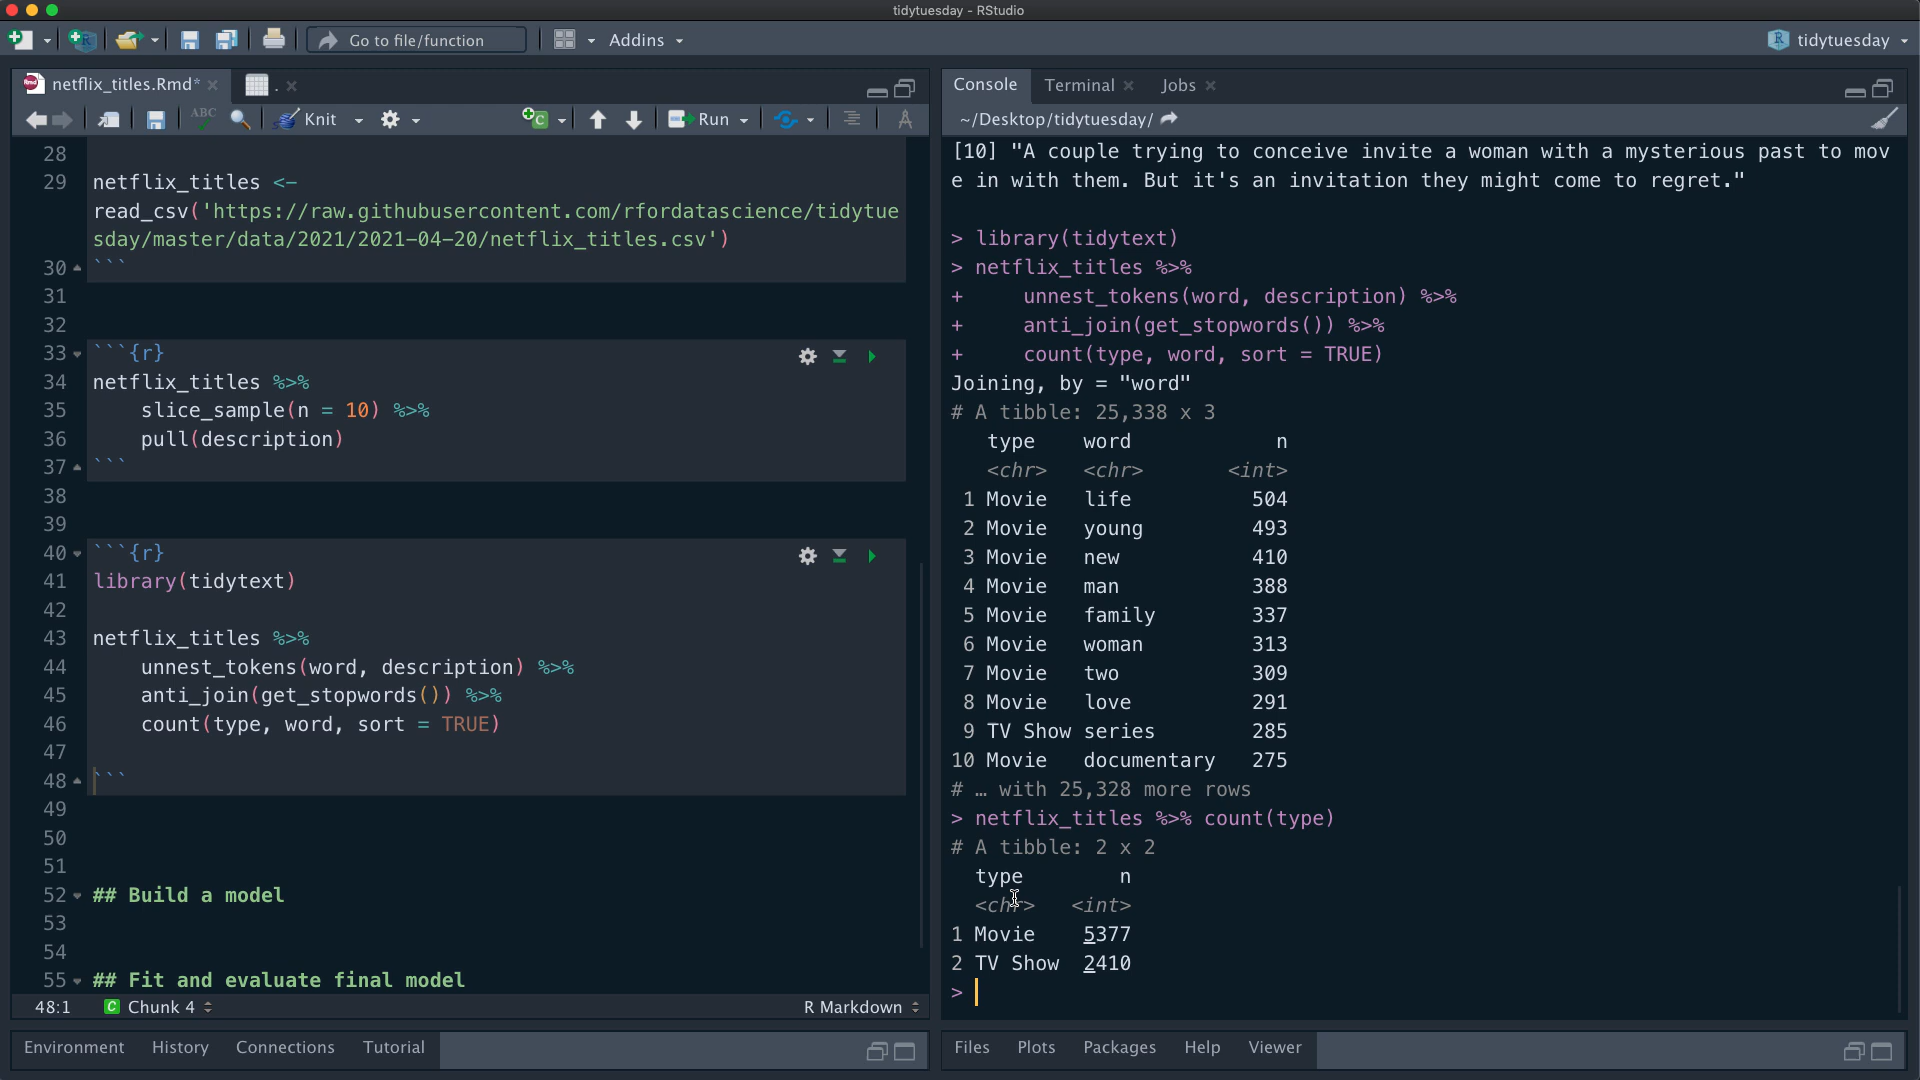 tidytuesday - RStudio
Go to file/function
Addins
tidytuesday
netflix_titles.Rmd*
.
ABC
Knit
Run
28
29 netflix_titles <-
read_csv('https://raw.githubusercontent.com/rfordatascience/tidytue
sday/master/data/2021/2021-04-20/netflix_titles.csv')
30 ```
31
32
33 ```{r}
34 netflix_titles %>%
35 slice_sample(n = 10) %>%
36 pull(description)
37 ```
38
39
40 ```{r}
41 library(tidytext)
42
43 netflix_titles %>%
44 unnest_tokens(word, description) %>%
45 anti_join(get_stopwords()) %>%
46 count(type, word, sort = TRUE)
47
48 ```
49
50
51
52 ## Build a model
53
54
55 ## Fit and evaluate final model
48:1 C Chunk 4 R Markdown
Environment History Connections Tutorial
Console Terminal Jobs
~/Desktop/tidytuesday/
[10] "A couple trying to conceive invite a woman with a mysterious past to mov
e in with them. But it's an invitation they might come to regret."
> library(tidytext)
> netflix_titles %>%
+ unnest_tokens(word, description) %>%
+ anti_join(get_stopwords()) %>%
+ count(type, word, sort = TRUE)
Joining, by = "word"
# A tibble: 25,338 x 3
type word n
<chr> <chr> <int>
1 Movie life 504
2 Movie young 493
3 Movie new 410
4 Movie man 388
5 Movie family 337
6 Movie woman 313
7 Movie two 309
8 Movie love 291
9 TV Show series 285
10 Movie documentary 275
# … with 25,328 more rows
> netflix_titles %>% count(type)
# A tibble: 2 x 2
type n
<chr> <int>
1 Movie 5377
2 TV Show 2410
>
Files Plots Packages Help Viewer